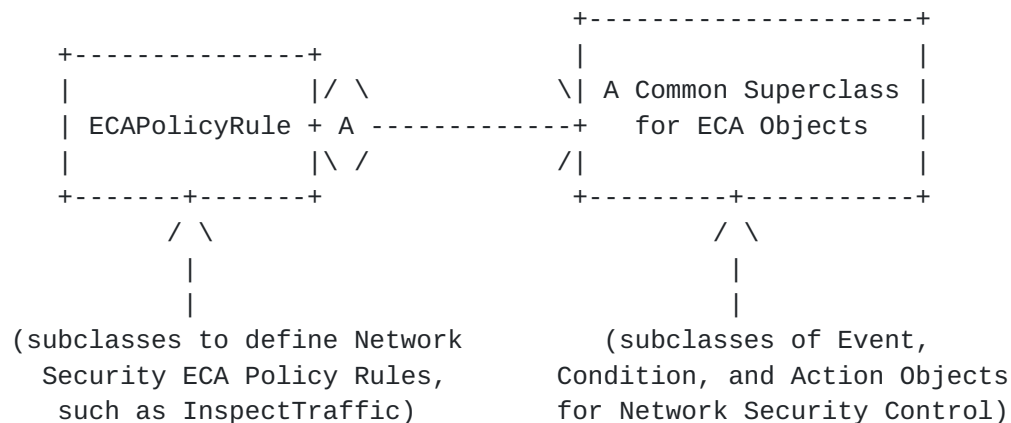 +---------------------+
   +---------------+                |                     |
   |               |/ \            \| A Common Superclass |
   | ECAPolicyRule + A -------------+   for ECA Objects   |
   |               |\ /            /|                     |
   +-------+-------+                +---------+-----------+
          / \                                / \
           |                                  |
           |                                  |
(subclasses to define Network         (subclasses of Event,
  Security ECA Policy Rules,       Condition, and Action Objects
   such as InspectTraffic)         for Network Security Control)